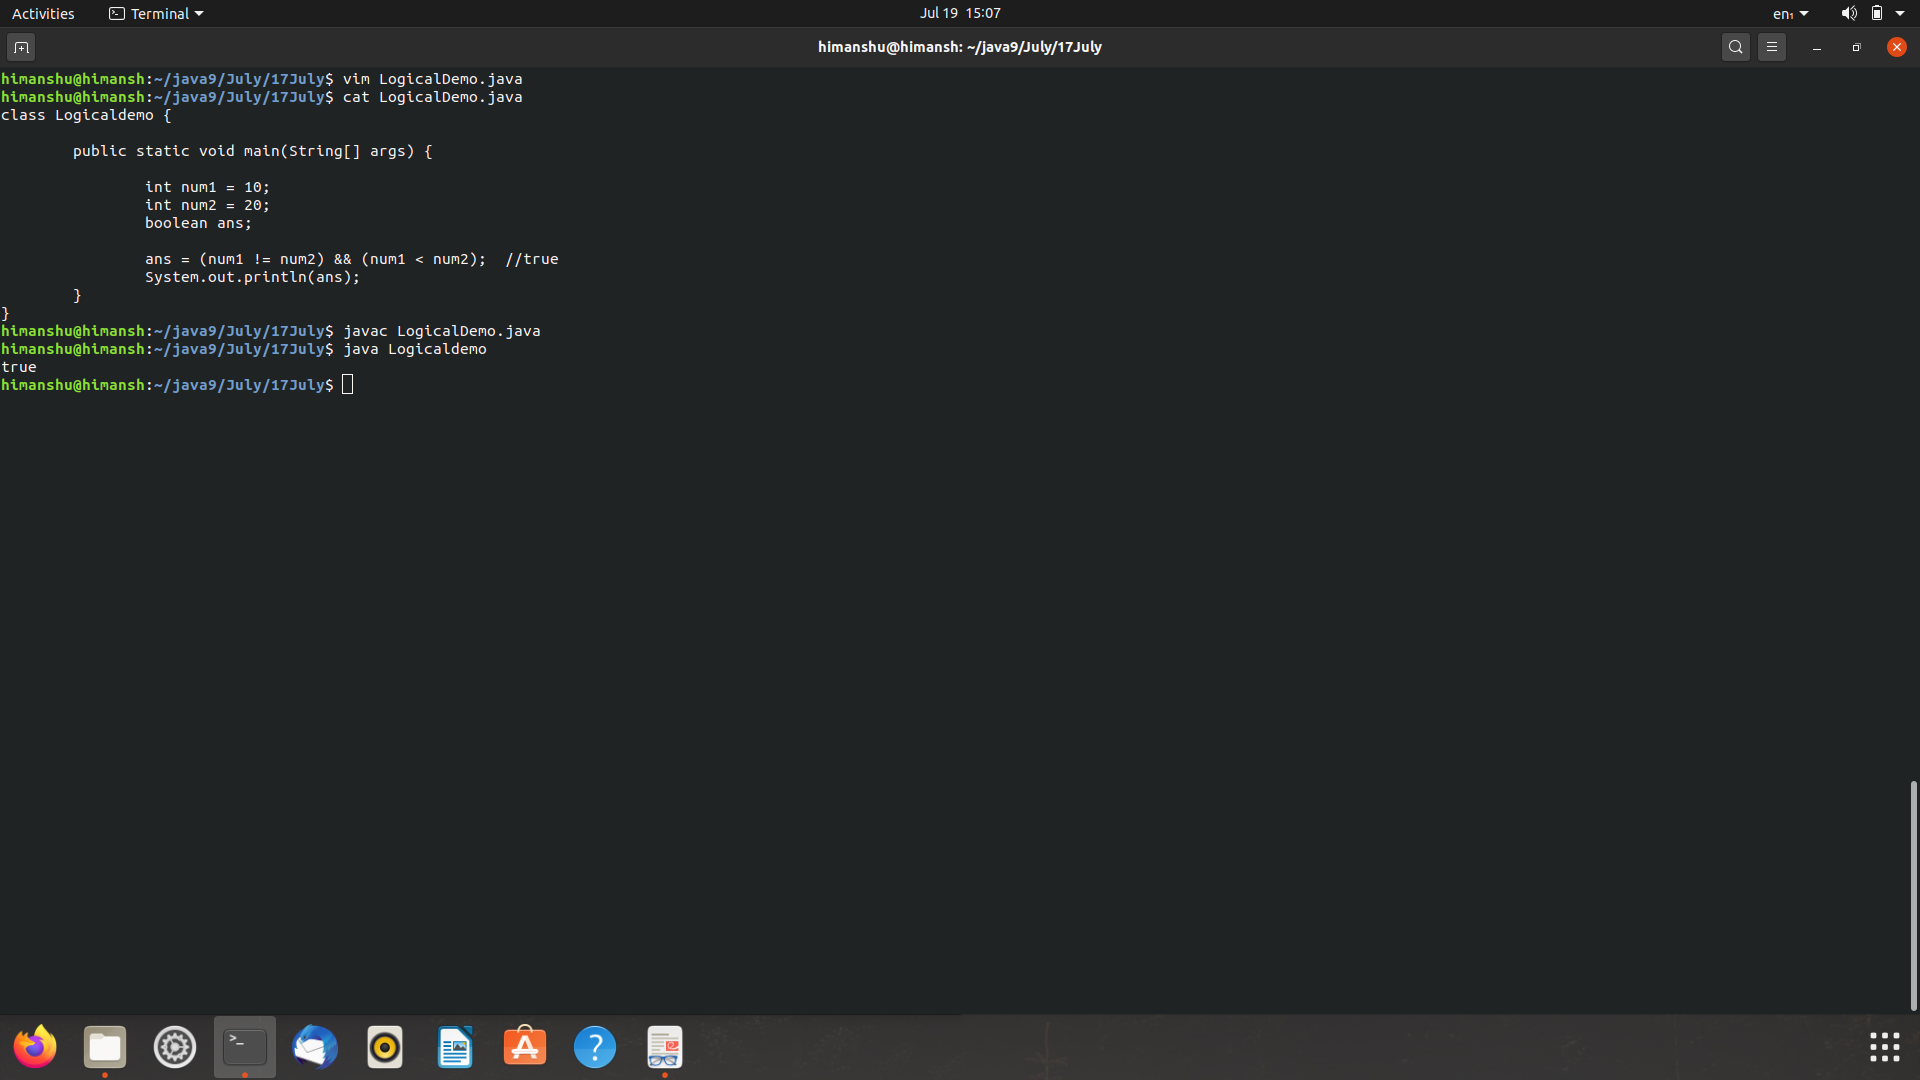 Activities Terminal Jul 19 15:07 en₁
himanshu@himansh: ~/java9/July/17July
himanshu@himansh:~/java9/July/17July$ vim LogicalDemo.java
himanshu@himansh:~/java9/July/17July$ cat LogicalDemo.java
class Logicaldemo {
public static void main(String[] args) {
int num1 = 10;
int num2 = 20;
boolean ans;
ans = (num1 != num2) && (num1 < num2);  //true
System.out.println(ans);
}
}
himanshu@himansh:~/java9/July/17July$ javac LogicalDemo.java
himanshu@himansh:~/java9/July/17July$ java Logicaldemo
true
himanshu@himansh:~/java9/July/17July$